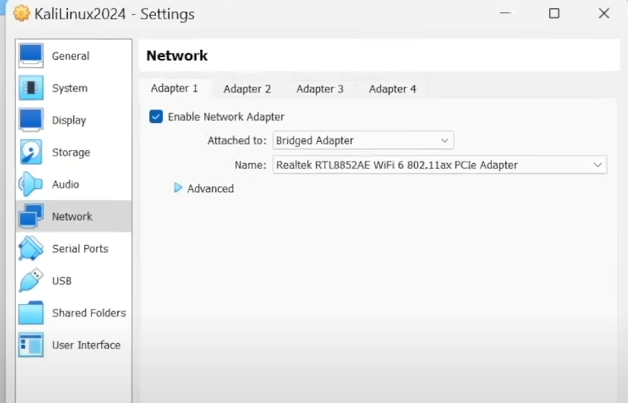 KaliLinux2024 - Settings
General
System
Display
Storage
Audio
Network
Serial Ports
USB
Shared Folders
User Interface
Network
Adapter 1 Adapter 2 Adapter 3 Adapter 4
Enable Network Adapter
Attached to: Bridged Adapter
Name: Realtek RTL8852AE WiFi 6 802.11ax PCIe Adapter
Advanced